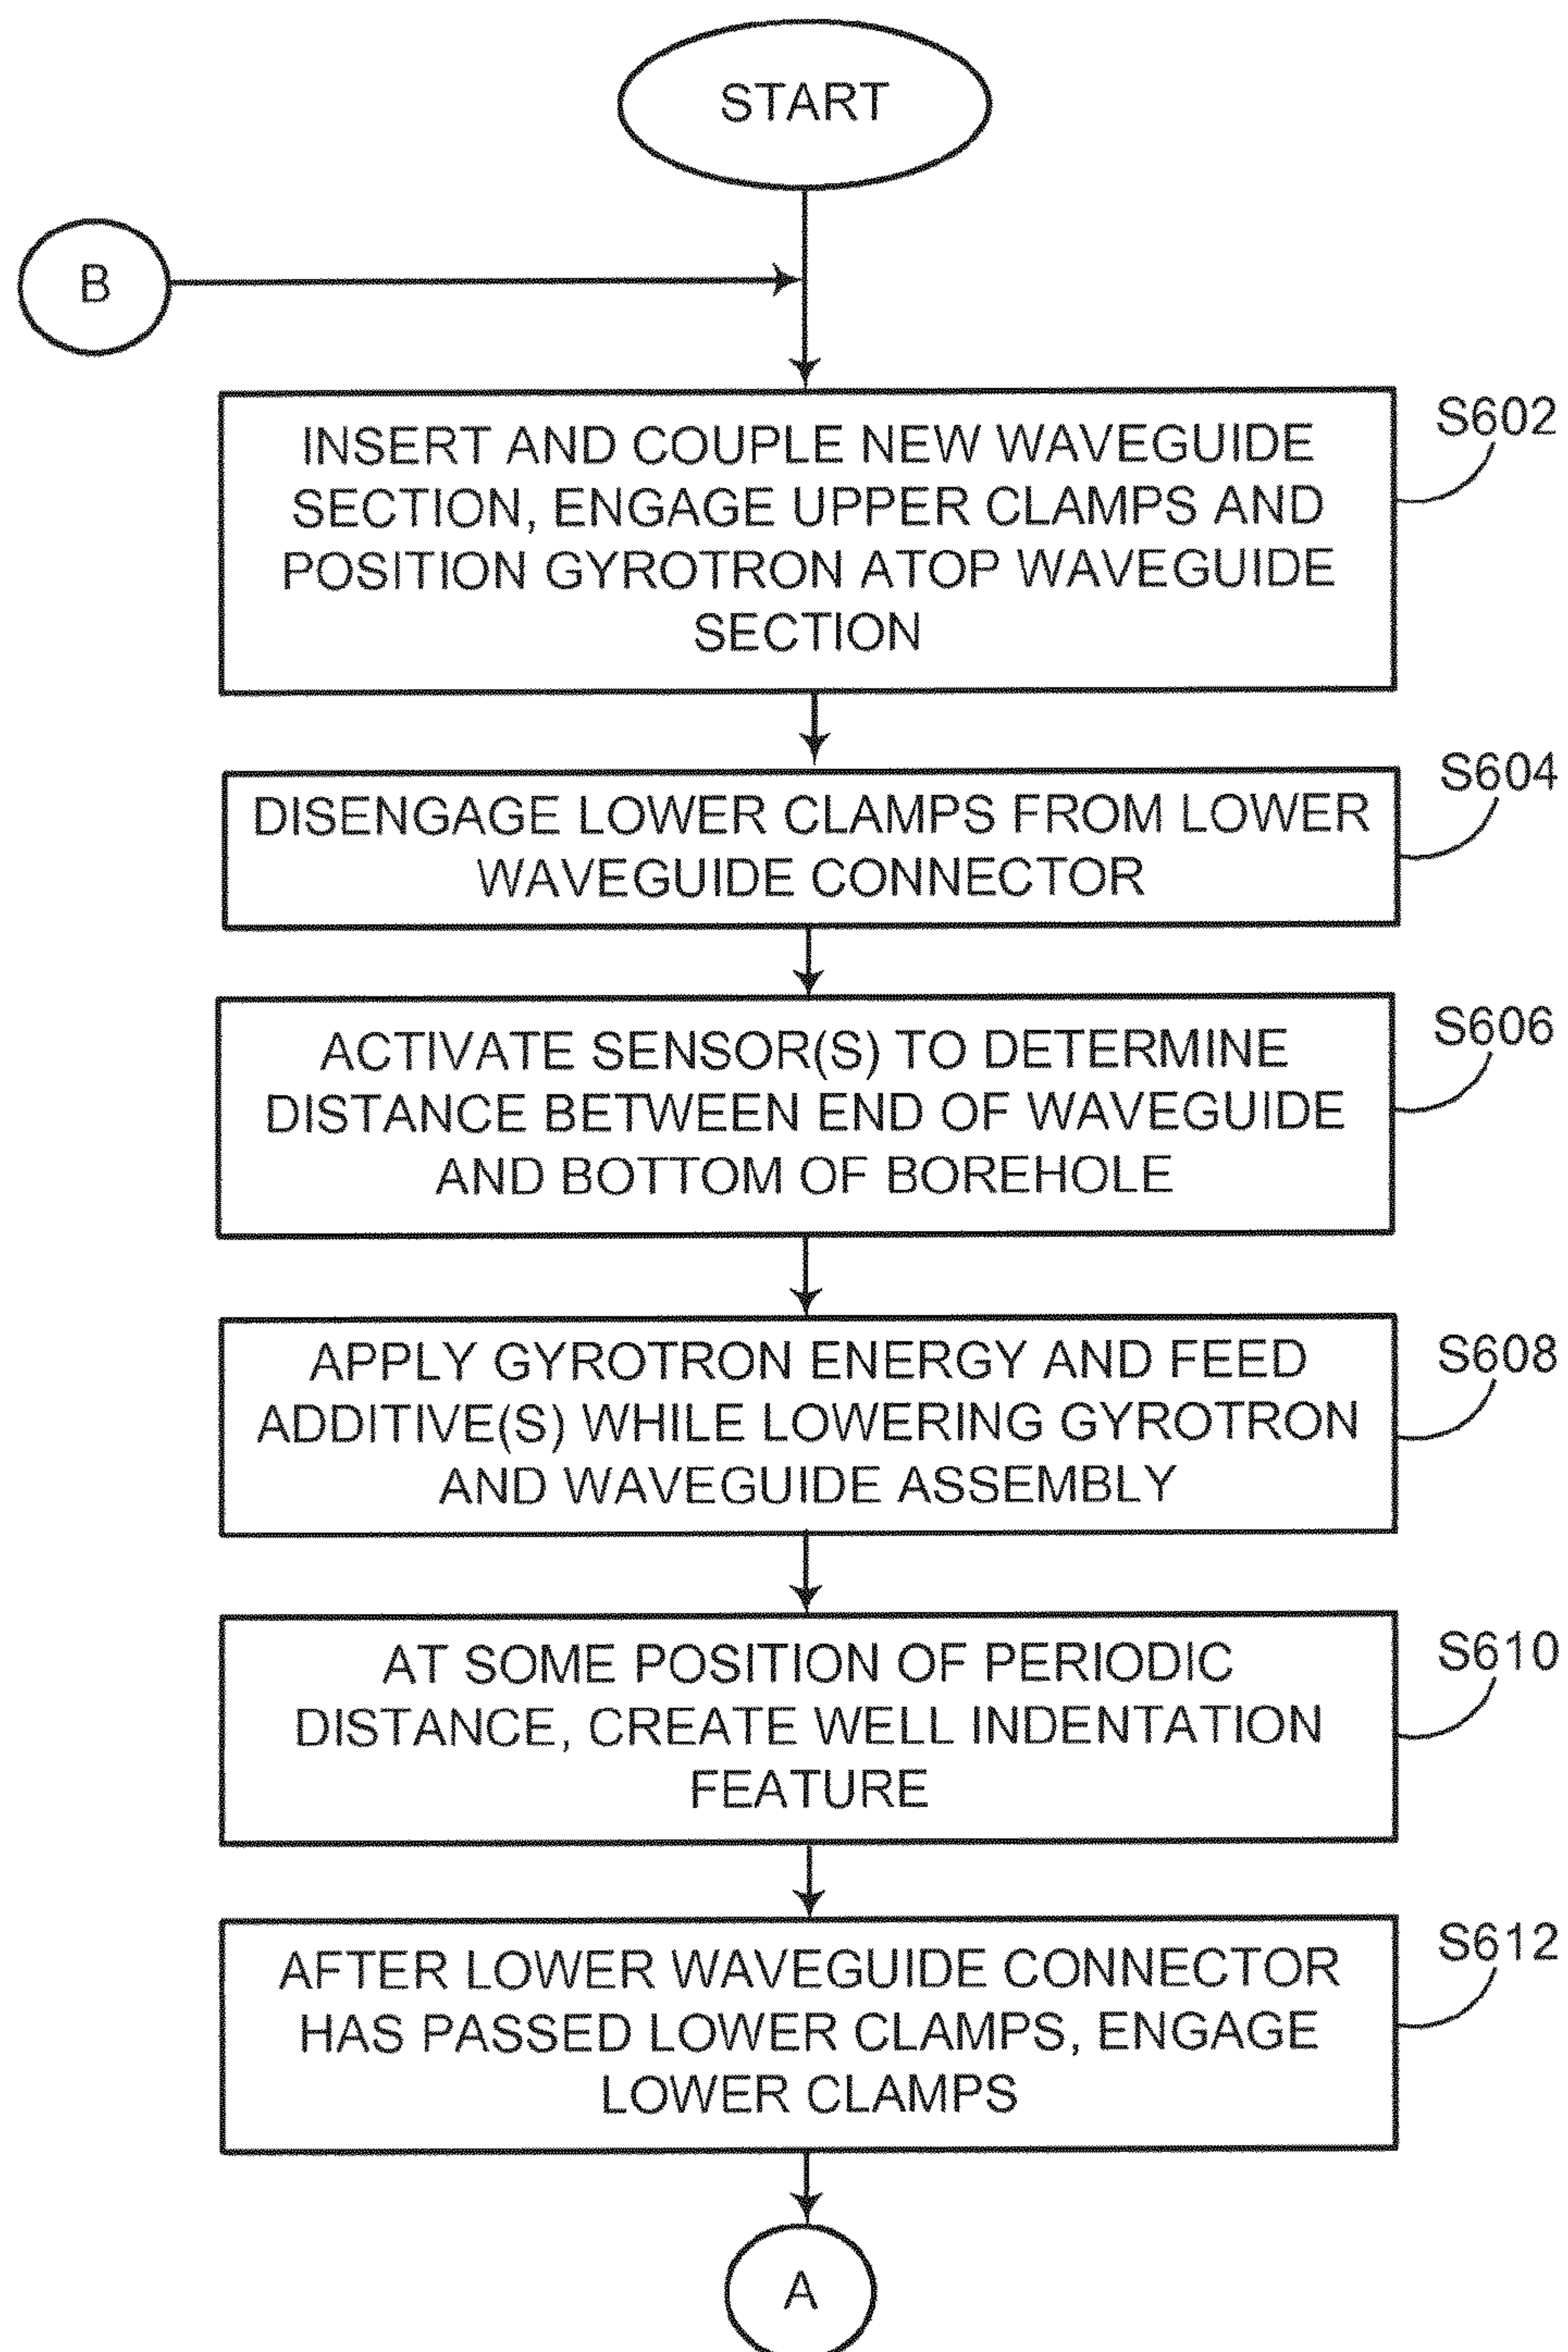 START
B
INSERT AND COUPLE NEW WAVEGUIDE
SECTION, ENGAGE UPPER CLAMPS AND
POSITION GYROTRON ATOP WAVEGUIDE
SECTION
S602
DISENGAGE LOWER CLAMPS FROM LOWER
WAVEGUIDE CONNECTOR
S604
ACTIVATE SENSOR(S) TO DETERMINE
DISTANCE BETWEEN END OF WAVEGUIDE
AND BOTTOM OF BOREHOLE
S606
APPLY GYROTRON ENERGY AND FEED
ADDITIVE(S) WHILE LOWERING GYROTRON
AND WAVEGUIDE ASSEMBLY
S608
AT SOME POSITION OF PERIODIC
DISTANCE, CREATE WELL INDENTATION
FEATURE
S610
AFTER LOWER WAVEGUIDE CONNECTOR
HAS PASSED LOWER CLAMPS, ENGAGE
LOWER CLAMPS
S612
A